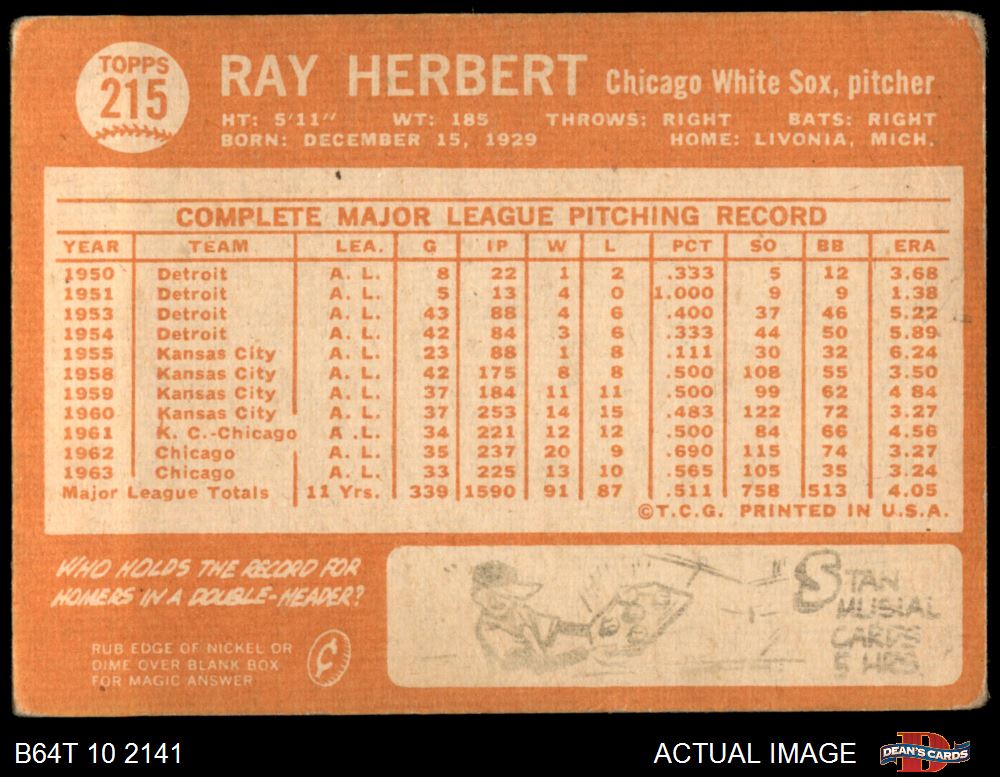 TOPPS
215
RAY HERBERT Chicago White Sox, pitcher
HT: 5'11" WT: 185 THROWS: RIGHT BATS: RIGHT
BORN: DECEMBER 15, 1929 HOME: LIVONIA, MICH.
COMPLETE MAJOR LEAGUE PITCHING RECORD
YEAR TEAM LEA. G IP W L PCT SO BB ERA
1950 Detroit A. L. 8 22 1 2 .333 5 12 3.68
1951 Detroit A. L. 5 13 4 0 1.000 9 9 1.38
1953 Detroit A. L. 43 88 4 6 .400 37 46 5.22
1954 Detroit A. L. 42 84 3 6 .333 44 50 5.89
1955 Kansas City A. L. 23 88 1 8 .111 30 32 6.24
1958 Kansas City A. L. 42 175 8 8 .500 108 55 3.50
1959 Kansas City A. L. 37 184 11 11 .500 99 62 4 84
1960 Kansas City A. L. 37 253 14 15 .483 122 72 3.27
1961 K. C.-Chicago A .L. 34 221 12 12 .500 84 66 4.56
1962 Chicago A. L. 35 237 20 9 .690 115 74 3.27
1963 Chicago A. L. 33 225 13 10 .565 105 35 3.24
Major League Totals 11 Yrs. 339 1590 91 87 .511 758 513 4.05
©T.C.G. PRINTED IN U.S.A.
WHO HOLDS THE RECORD FOR
HOMERS IN A DOUBLE-HEADER?
RUB EDGE OF NICKEL OR
DIME OVER BLANK BOX
FOR MAGIC ANSWER
¢
STAN
MUSIAL
CARDS
5 HRS.
B64T 10 2141 ACTUAL IMAGE DEAN'S CARDS